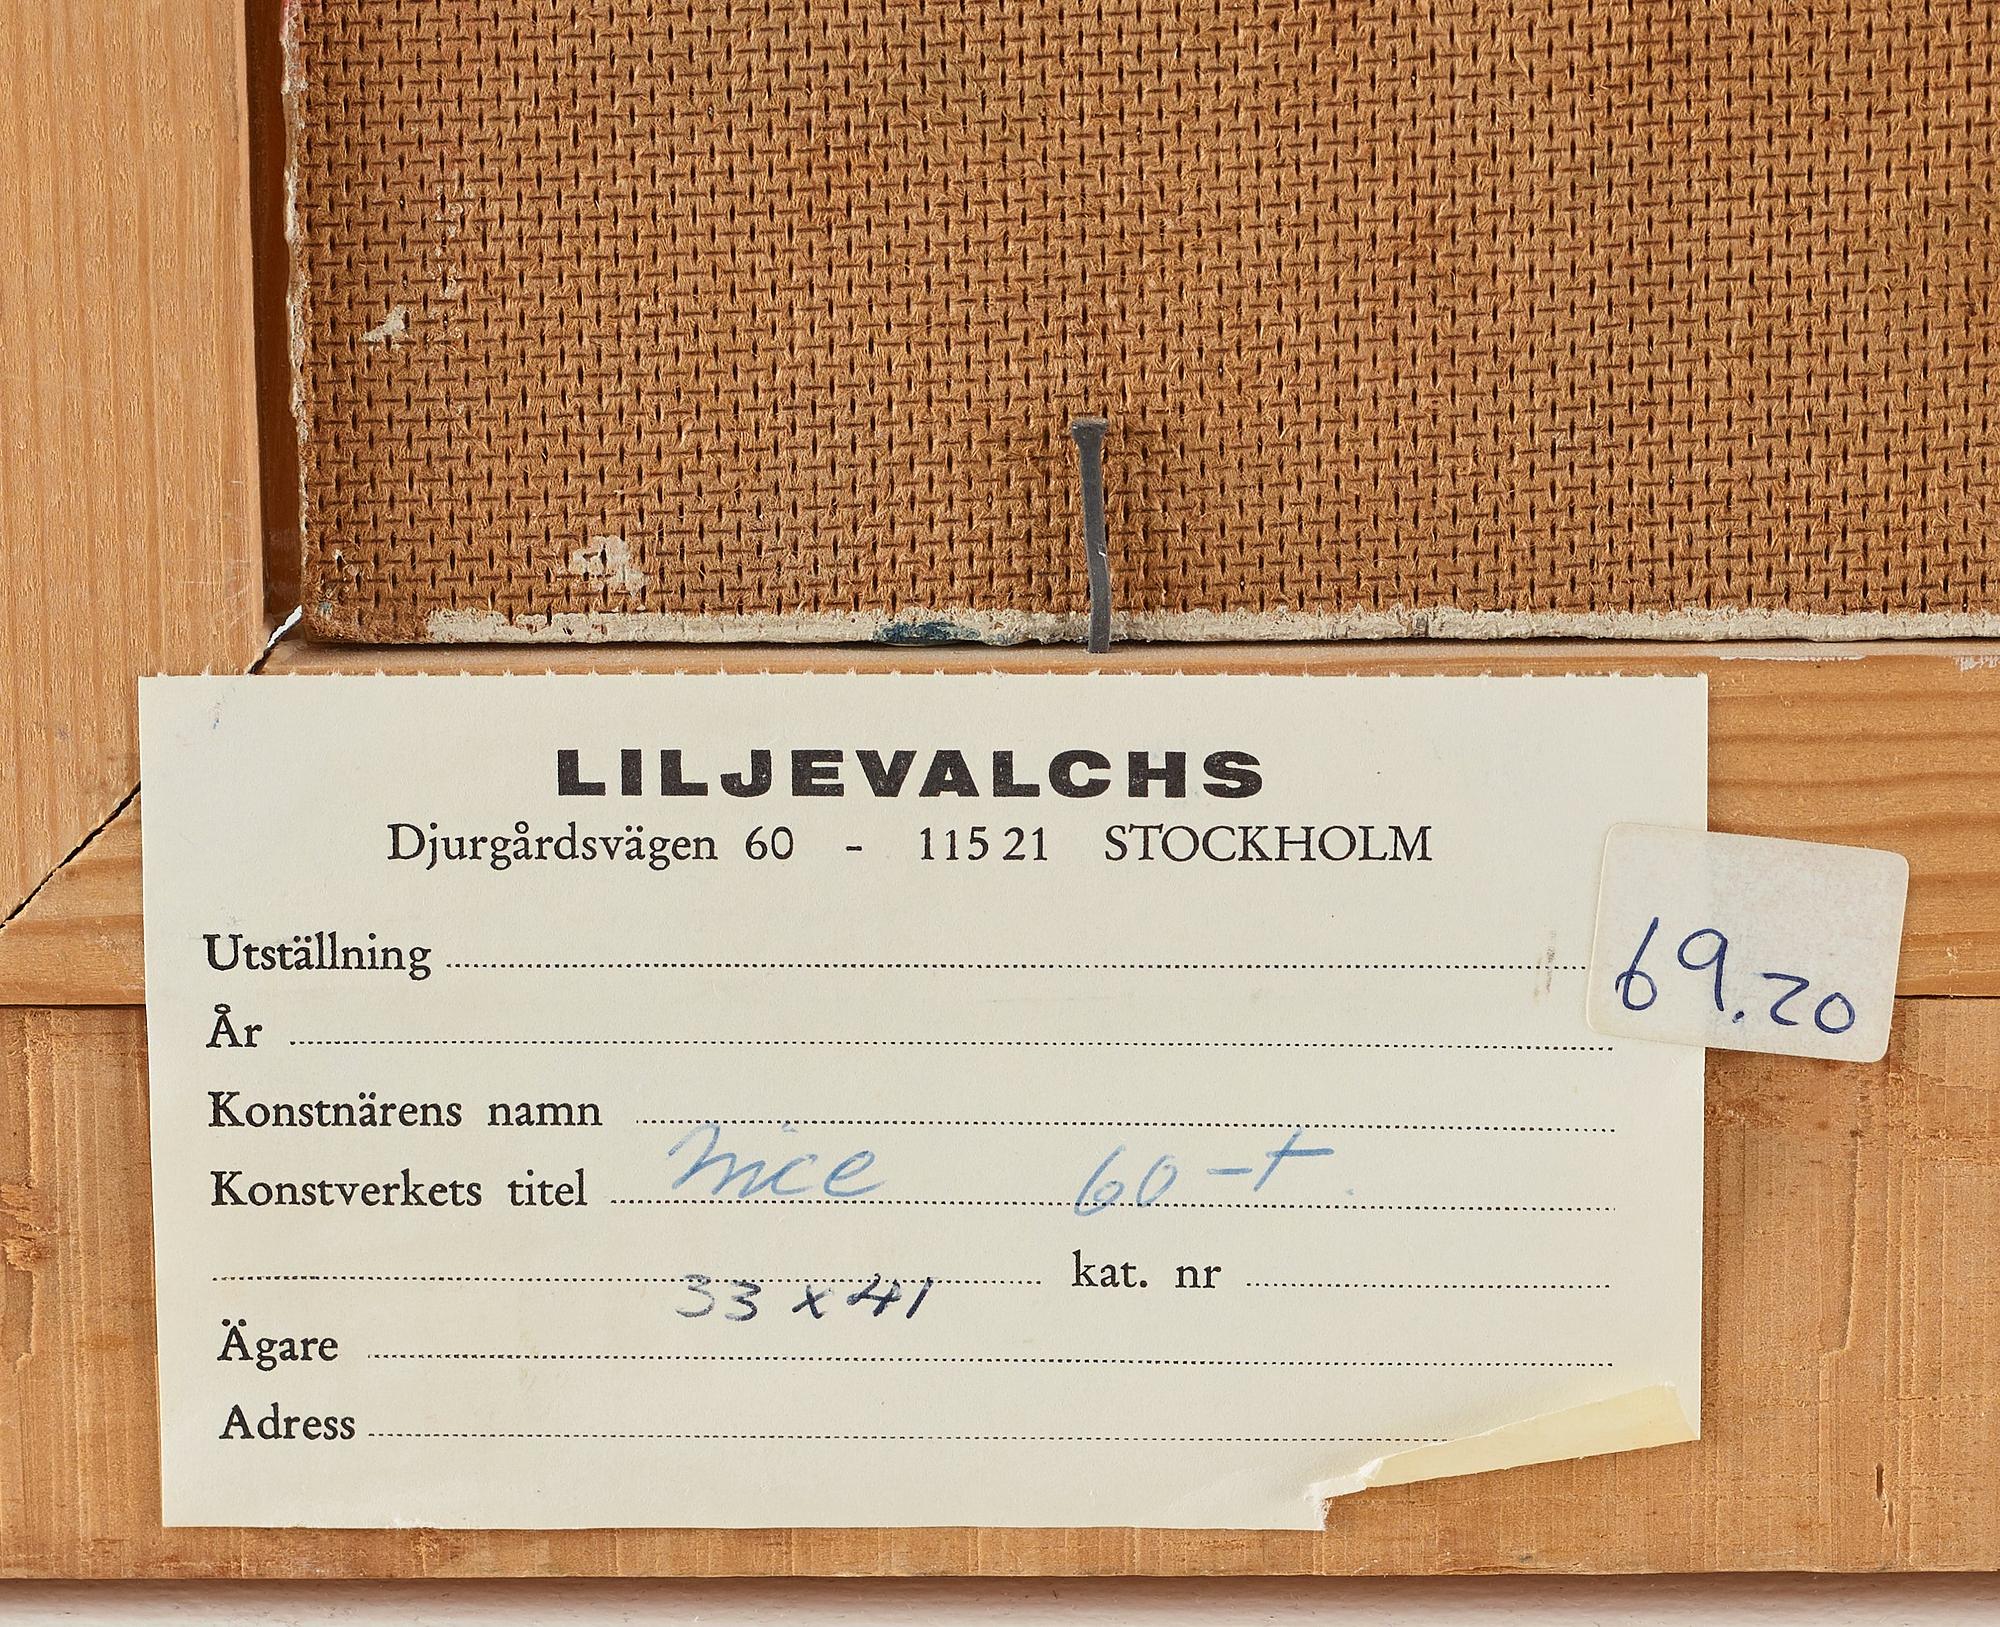 LILJEVALCHS
Djurgårdsvägen 60 - 115 21 STOCKHOLM
Utställning
69.20
År
Konstnärens namn
Konstverkets titel nice 60-t.
kat. nr
33 x 41
Ägare
Adress